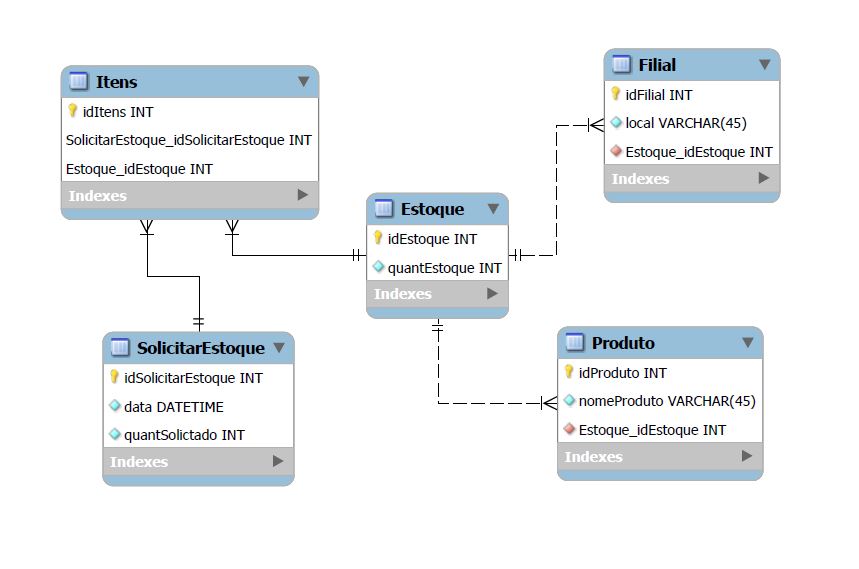 Itens
idItens INT
SolicitarEstoque_idSolicitarEstoque INT
Estoque_idEstoque INT
Indexes
Filial
idFilial INT
local VARCHAR(45)
Estoque_idEstoque INT
Indexes
Estoque
idEstoque INT
quantEstoque INT
Indexes
SolicitarEstoque
idSolicitarEstoque INT
data DATETIME
quantSolictado INT
Indexes
Produto
idProduto INT
nomeProduto VARCHAR(45)
Estoque_idEstoque INT
Indexes